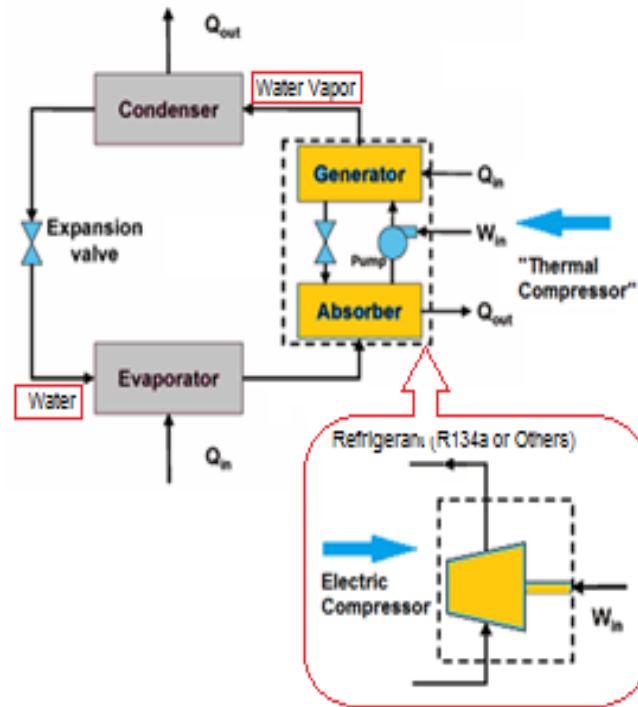 Qout
Water Vapor
Condenser
Generator
Qin
Expansion
valve
Pump
Win
"Thermal
Compressor"
Absorber
Qout
Evaporator
Water
Qin
Refrigerant (R134a or Others)
Electric
Compressor
Win